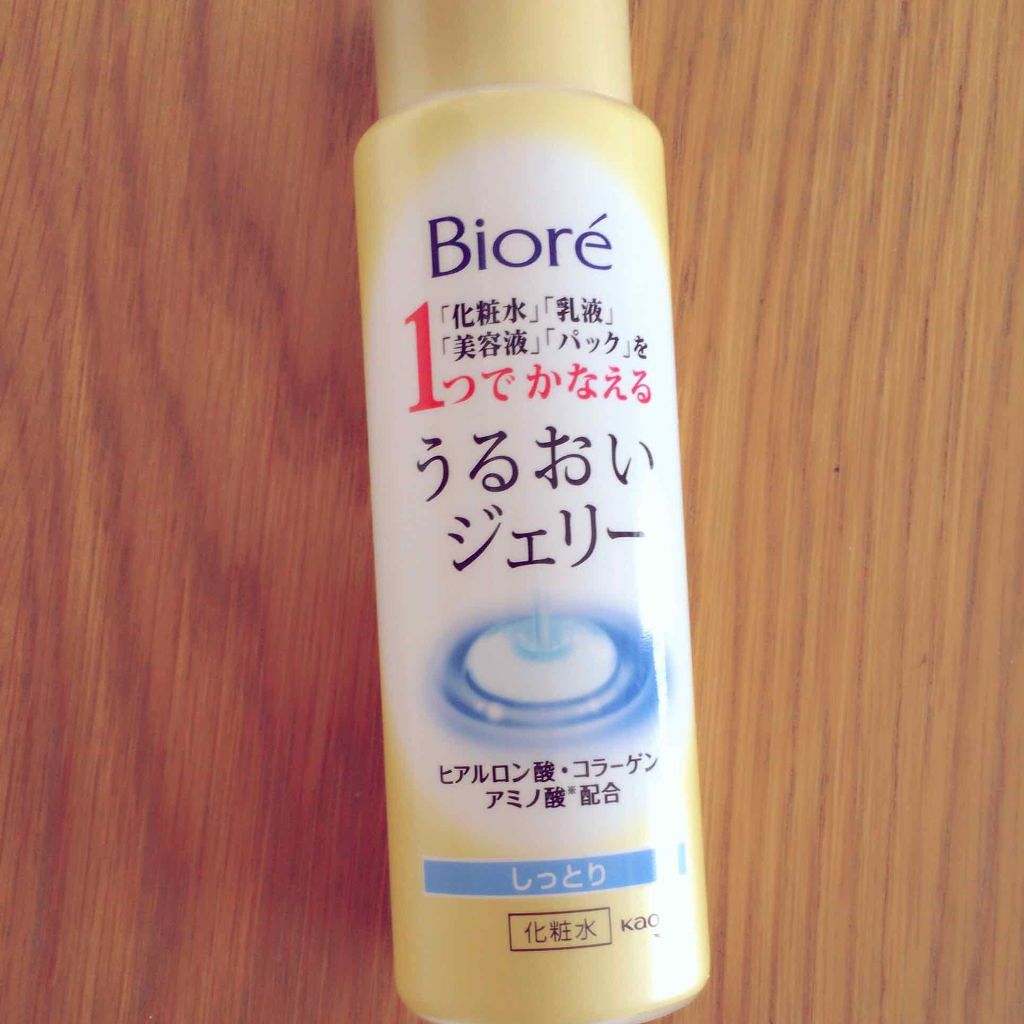 Bioré
「化粧水」「乳液」
「美容液」「パック」を
1つで かなえる
うるおい
ジェリー
ヒアルロン酸・コラーゲン
アミノ酸※配合
しっとり
化粧水 Kao